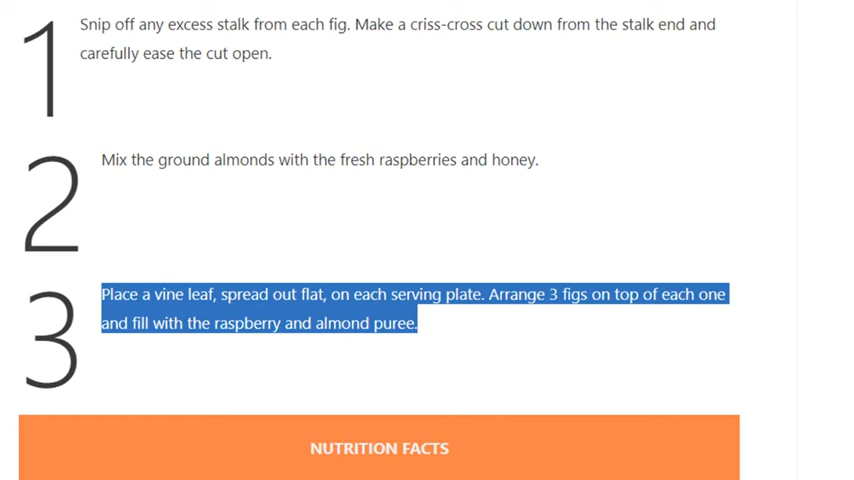 1
Snip off any excess stalk from each fig. Make a criss-cross cut down from the stalk end and
carefully ease the cut open.
2
Mix the ground almonds with the fresh raspberries and honey.
3
Place a vine leaf, spread out flat, on each serving plate. Arrange 3 figs on top of each one
and fill with the raspberry and almond puree.
NUTRITION FACTS